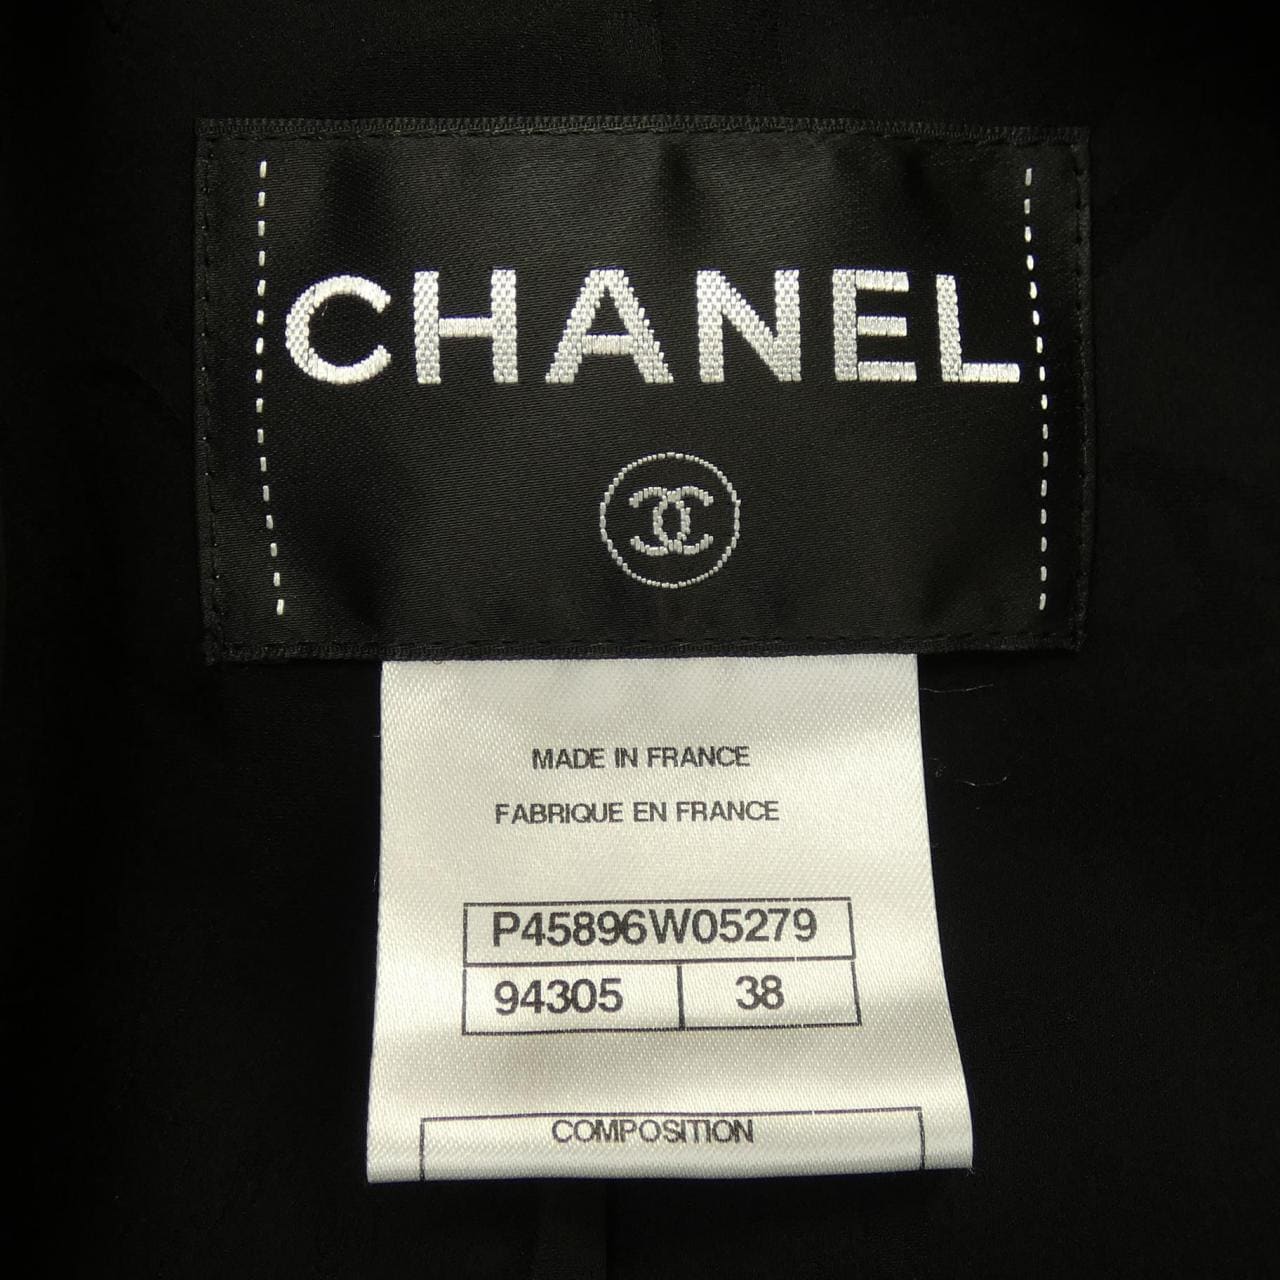 CHANEL
MADE IN FRANCE
FABRIQUE EN FRANCE
P45896W05279
94305 38
COMPOSITION